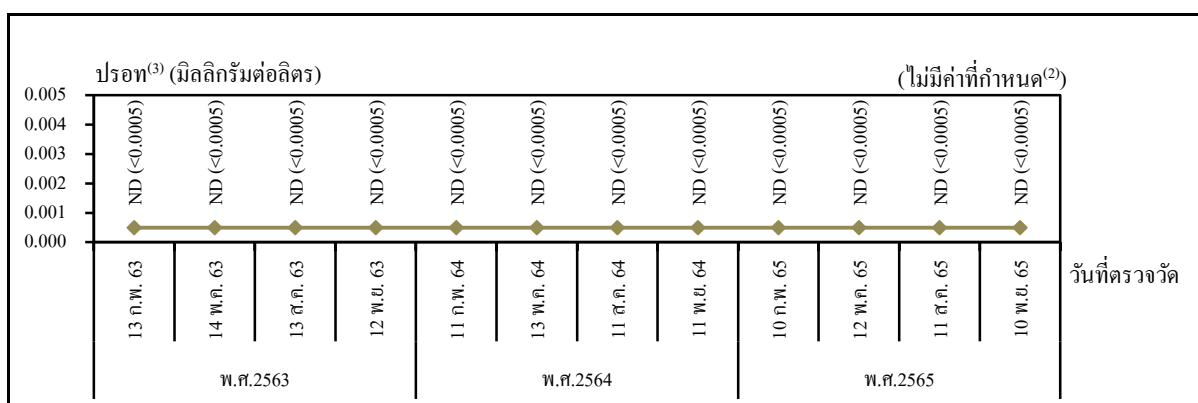 ปรอท(3) (มิลลิกรัมต่อลิตร)
(ไม่มีค่าที่กำหนด(2))
0.005
0.004
0.003
0.002
0.001
0.000
ND (<0.0005)
ND (<0.0005)
ND (<0.0005)
ND (<0.0005)
ND (<0.0005)
ND (<0.0005)
ND (<0.0005)
ND (<0.0005)
ND (<0.0005)
ND (<0.0005)
ND (<0.0005)
ND (<0.0005)
13 ก.พ. 63
14 พ.ค. 63
13 ส.ค. 63
12 พ.ย. 63
11 ก.พ. 64
13 พ.ค. 64
11 ส.ค. 64
11 พ.ย. 64
10 ก.พ. 65
12 พ.ค. 65
11 ส.ค. 65
10 พ.ย. 65
วันที่ตรวจวัด
พ.ศ.2563
พ.ศ.2564
พ.ศ.2565